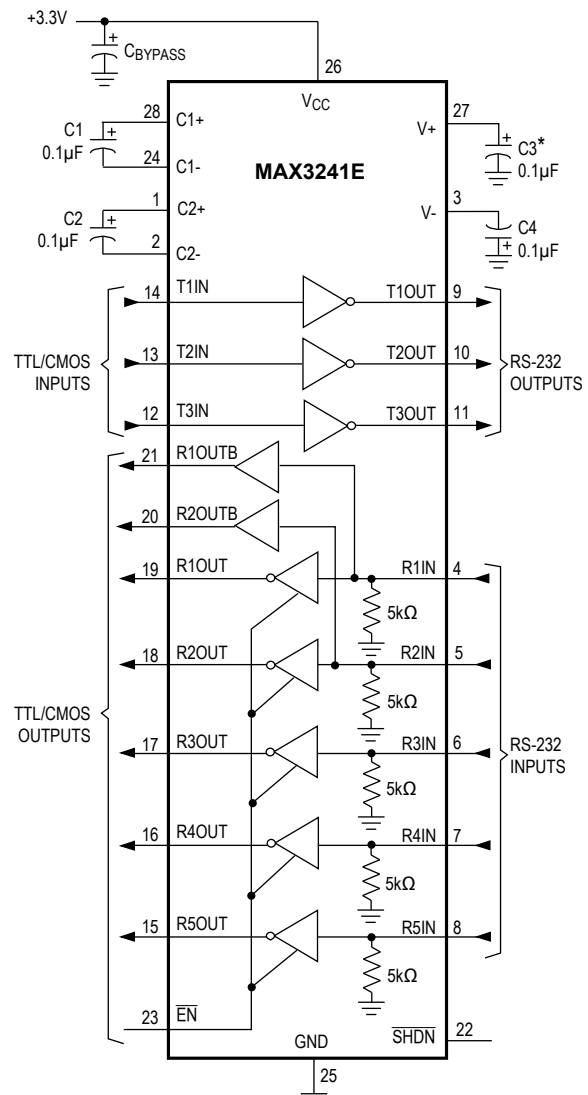 +3.3V
CBYPASS
26
VCC
28 C1+
C1
0.1µF
24 C1-
MAX3241E
V+ 27
C3*
0.1µF
1 C2+
C2
0.1µF
2 C2-
V- 3
C4
0.1µF
14 T1IN T1OUT 9
TTL/CMOS
INPUTS
13 T2IN T2OUT 10
RS-232
OUTPUTS
12 T3IN T3OUT 11
21 R1OUTB
20 R2OUTB
19 R1OUT R1IN 4
5kΩ
18 R2OUT R2IN 5
5kΩ
TTL/CMOS
OUTPUTS
17 R3OUT R3IN 6
5kΩ
RS-232
INPUTS
16 R4OUT R4IN 7
5kΩ
15 R5OUT R5IN 8
5kΩ
23 E̅N̅
GND
S̅H̅D̅N̅ 22
25